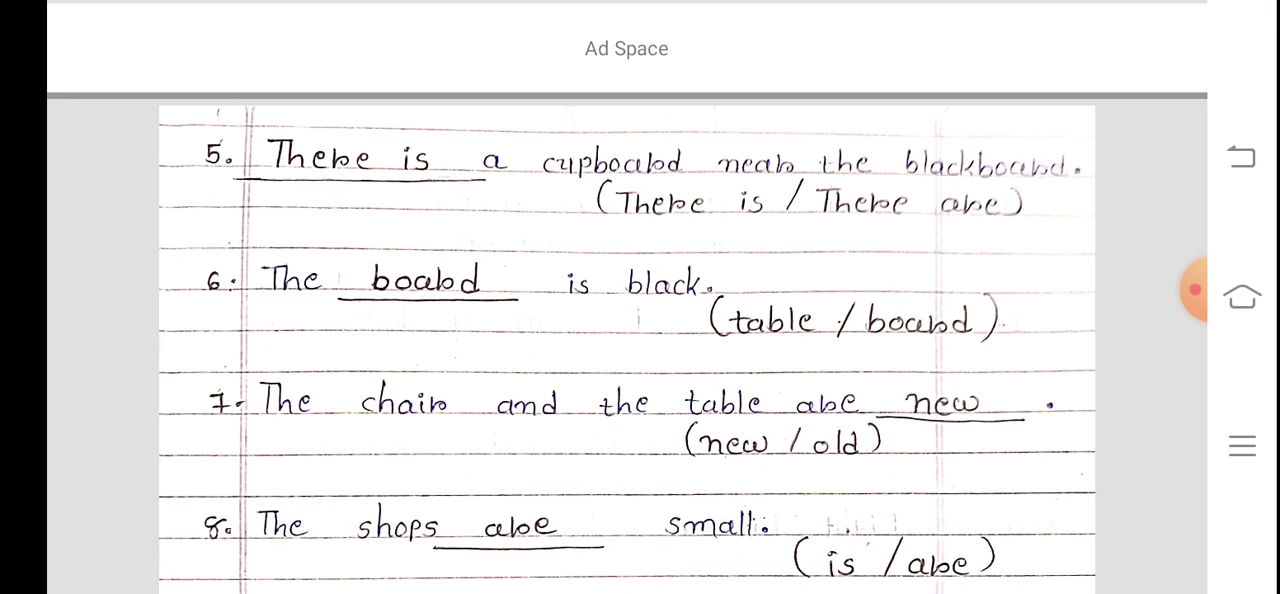 Ad Space
5. There is a cupboard near the blackboard.
(There is / There are)
6. The board is black.
(table / board).
7. The chair and the table are new .
(new / old)
8. The shops are small.
(is / are)